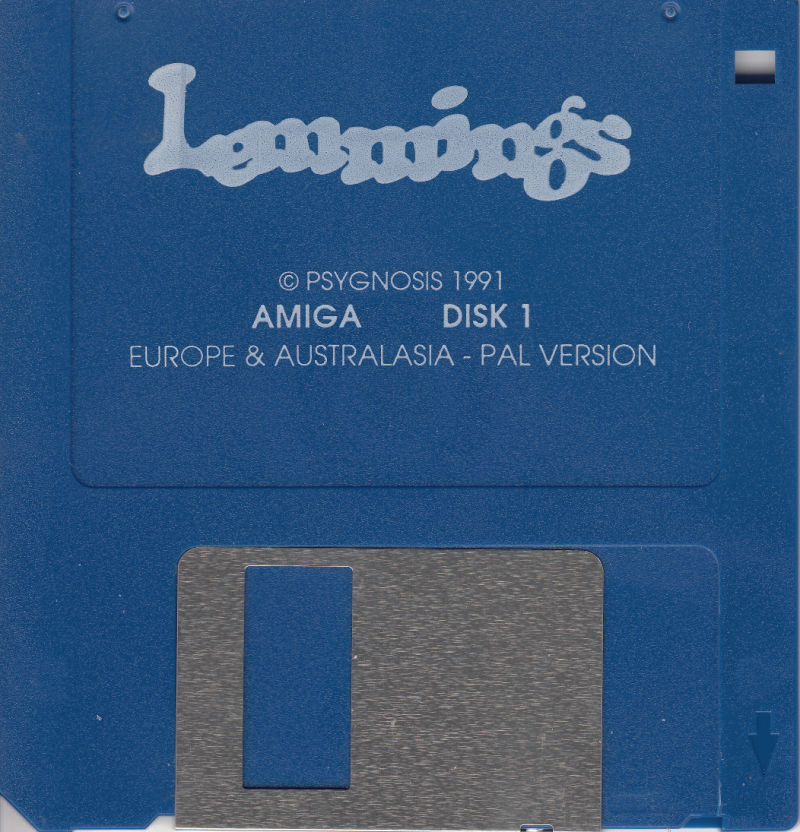 Lemmings
© PSYGNOSIS 1991
AMIGA DISK 1
EUROPE & AUSTRALASIA - PAL VERSION